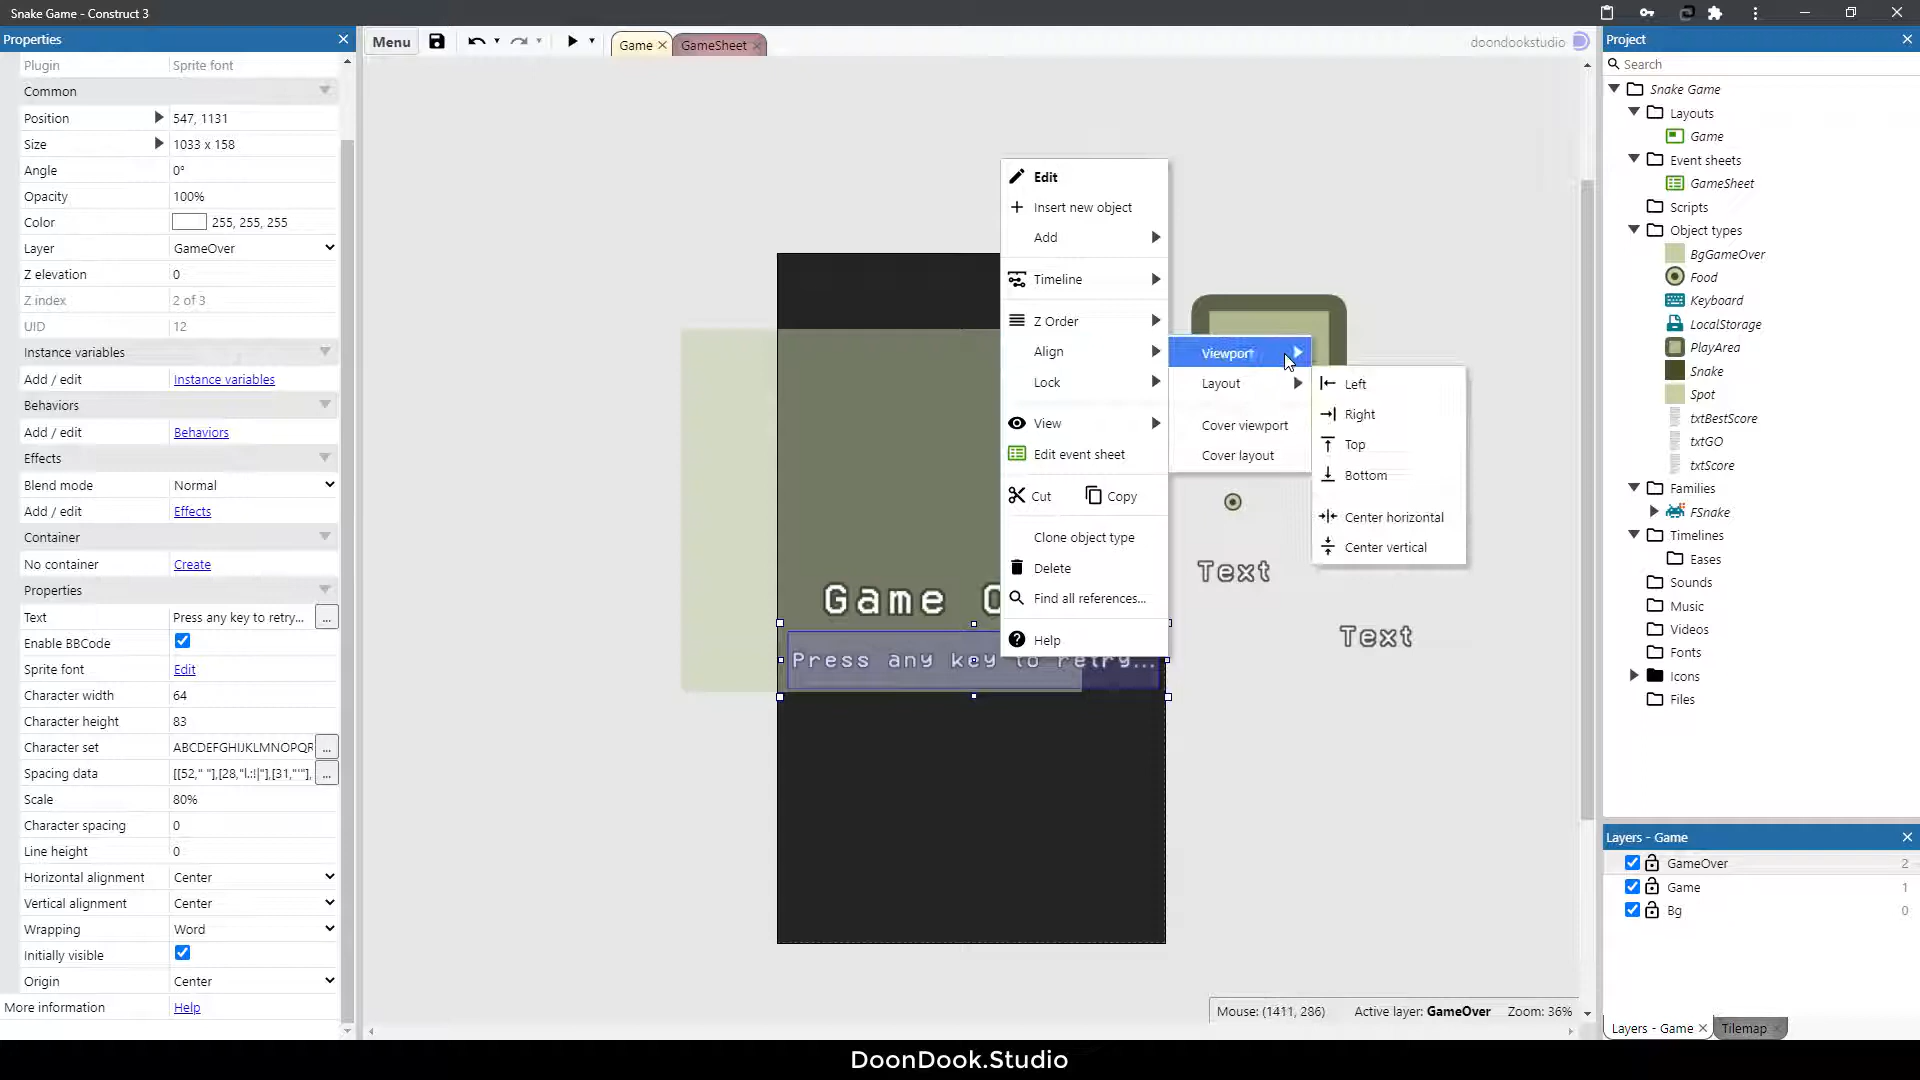 Snake Game - Construct 3
Properties
Menu
Game
GameSheet
doondookstudio
Project
Plugin Sprite font
Common
Position 547, 1131
Size 1033 x 158
Angle 0°
Opacity 100%
Color 255, 255, 255
Layer GameOver
Z elevation 0
Z index 2 of 3
UID 12
Instance variables
Add / edit Instance variables
Behaviors
Add / edit Behaviors
Effects
Blend mode Normal
Add / edit Effects
Container
No container Create
Properties
Text Press any key to retry... ...
Enable BBCode
Sprite font Edit
Character width 64
Character height 83
Character set ABCDEFGHIJKLMNOPQR ...
Spacing data [[52," "],[28,"l.:!|"],[31,"'"], ...
Scale 80%
Character spacing 0
Line height 0
Horizontal alignment Center
Vertical alignment Center
Wrapping Word
Initially visible
Origin Center
More information Help
Edit
Insert new object
Add
Timeline
Z Order
Align
Lock
View
Edit event sheet
Cut Copy
Clone object type
Delete
Find all references...
Help
Viewport
Layout
Cover viewport
Cover layout
Left
Right
Top
Bottom
Center horizontal
Center vertical
Game O
Press any key to retry...
Text
Text
Mouse: (1411, 286) Active layer: GameOver Zoom: 36%
Search
Snake Game
Layouts
Game
Event sheets
GameSheet
Scripts
Object types
BgGameOver
Food
Keyboard
LocalStorage
PlayArea
Snake
Spot
txtBestScore
txtGO
txtScore
Families
FSnake
Timelines
Eases
Sounds
Music
Videos
Fonts
Icons
Files
Layers - Game
GameOver 2
Game 1
Bg 0
Layers - Game
Tilemap
DoonDook.Studio